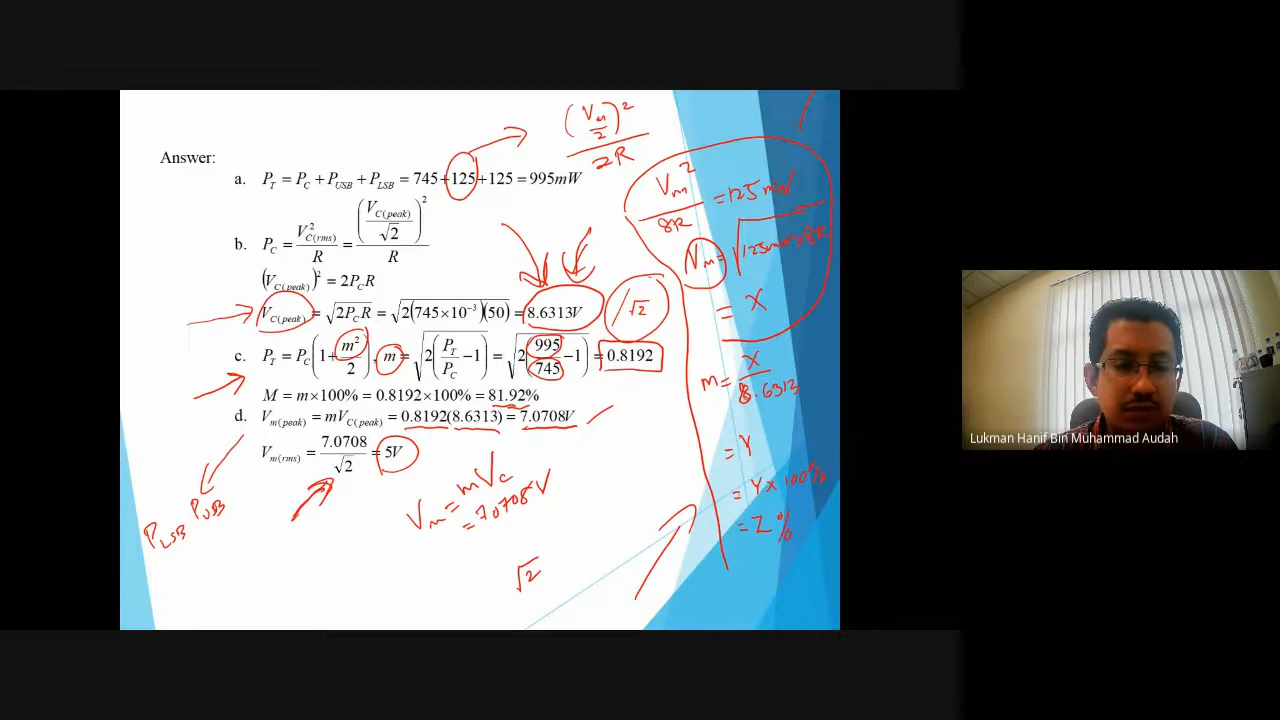 Answer:
a. P_T = P_C + P_USB + P_LSB = 745 + 125 + 125 = 995mW
b. P_C = V²_C(rms) / R = (V_C(peak) / √2)² / R
(V_C(peak))² = 2P_C R
V_C(peak) = √(2P_C R) = √(2(745 × 10⁻³)(50)) = 8.6313V
c. P_T = P_C(1 + m²/2), m = √(2(P_T/P_C − 1)) = √(2(995/745 − 1)) = 0.8192
M = m × 100% = 0.8192 × 100% = 81.92%
d. V_m(peak) = mV_C(peak) = 0.8192(8.6313) = 7.0708V
V_m(rms) = 7.0708 / √2 = 5V
(V_m/2)² / 2R
/√2
V_m² / 8R = 125mW
V_m = √(125mW×8R)
= X
m = X / 8.6313
= Y
= Y × 100%
= Z %
V_m = mV_C
= 7.0708V
√2
P_LSB P_USB
Lukman Hanif Bin Muhammad Audah